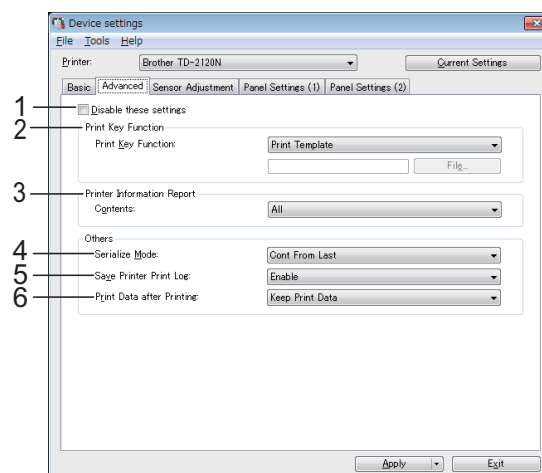 Device settings
File Tools Help
Printer: Brother TD-2120N Current Settings
Basic Advanced Sensor Adjustment Panel Settings (1) Panel Settings (2)
1 Disable these settings
2 Print Key Function
Print Key Function: Print Template
File...
3 Printer Information Report
Contents: All
Others
4 Serialize Mode: Cont From Last
5 Save Printer Print Log: Enable
6 Print Data after Printing: Keep Print Data
Apply Exit